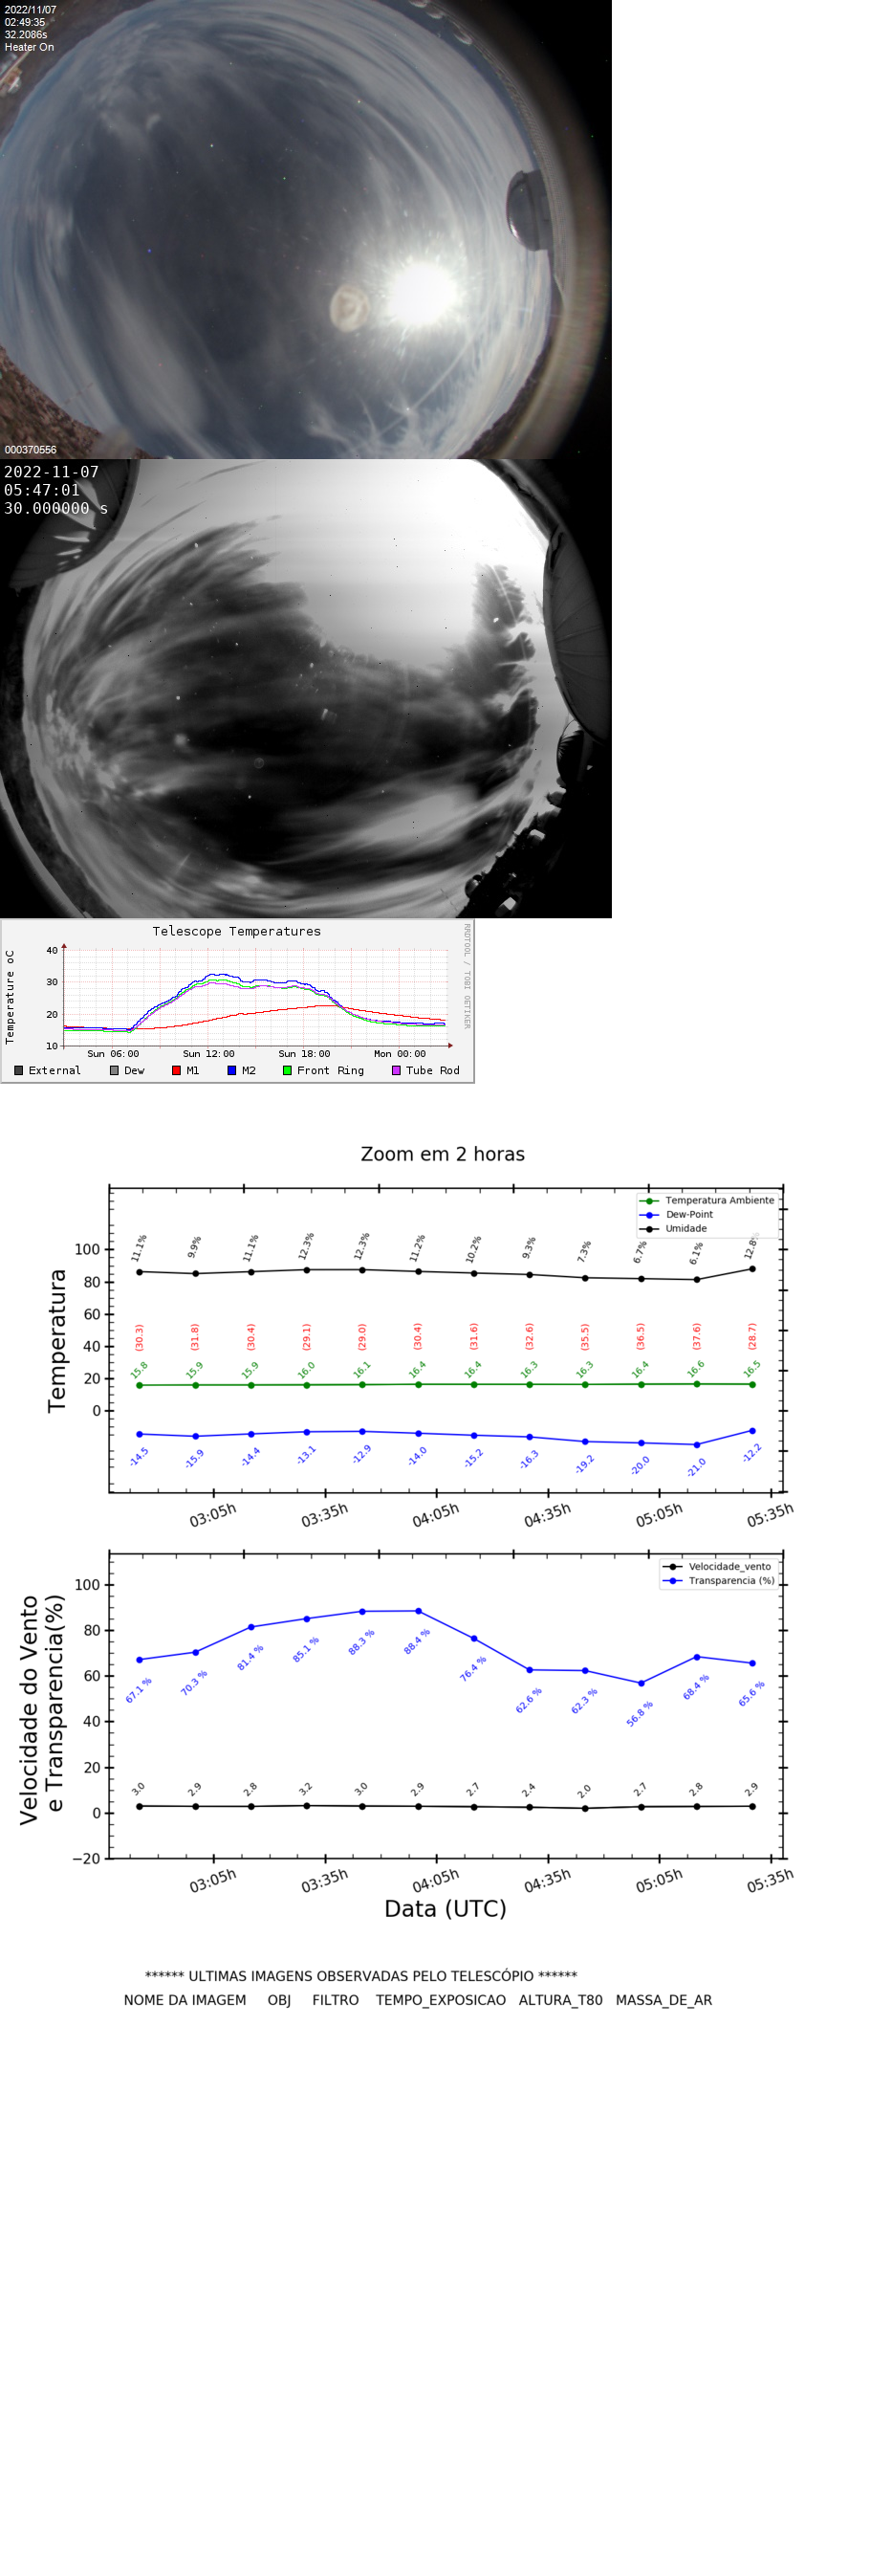 2022/11/07
02:49:35
32.2086s
Heater On
000370556
2022-11-07
05:47:01
30.000000 s
Telescope Temperatures
RRDTOOL / TOBI OETIKER
Temperature oC
40
30
20
10
Sun 06:00 Sun 12:00 Sun 18:00 Mon 00:00
External Dew M1 M2 Front Ring Tube Rod
Zoom em 2 horas
Temperatura Ambiente
Dew-Point
Umidade
Temperatura
100
80
60
40
20
0
11.1% 9.9% 11.1% 12.3% 12.3% 11.2% 10.2% 9.3% 7.3% 6.7% 6.1% 12.8%
(30.3) (31.8) (30.4) (29.1) (29.0) (30.4) (31.6) (32.6) (35.5) (36.5) (37.6) (28.7)
15.8 15.9 15.9 16.0 16.1 16.4 16.4 16.3 16.3 16.4 16.6 16.5
-14.5 -15.9 -14.4 -13.1 -12.9 -14.0 -15.2 -16.3 -19.2 -20.0 -21.0 -12.2
03:05h 03:35h 04:05h 04:35h 05:05h 05:35h
Velocidade_vento
Transparencia (%)
Velocidade do Vento
e Transparencia(%)
100
80
60
40
20
0
−20
67.1 % 70.3 % 81.4 % 85.1 % 88.3 % 88.4 % 76.4 % 62.6 % 62.3 % 56.8 % 68.4 % 65.6 %
3.0 2.9 2.8 3.2 3.0 2.9 2.7 2.4 2.0 2.7 2.8 2.9
03:05h 03:35h 04:05h 04:35h 05:05h 05:35h
Data (UTC)
****** ULTIMAS IMAGENS OBSERVADAS PELO TELESCÓPIO ******
NOME DA IMAGEM OBJ FILTRO TEMPO_EXPOSICAO ALTURA_T80 MASSA_DE_AR